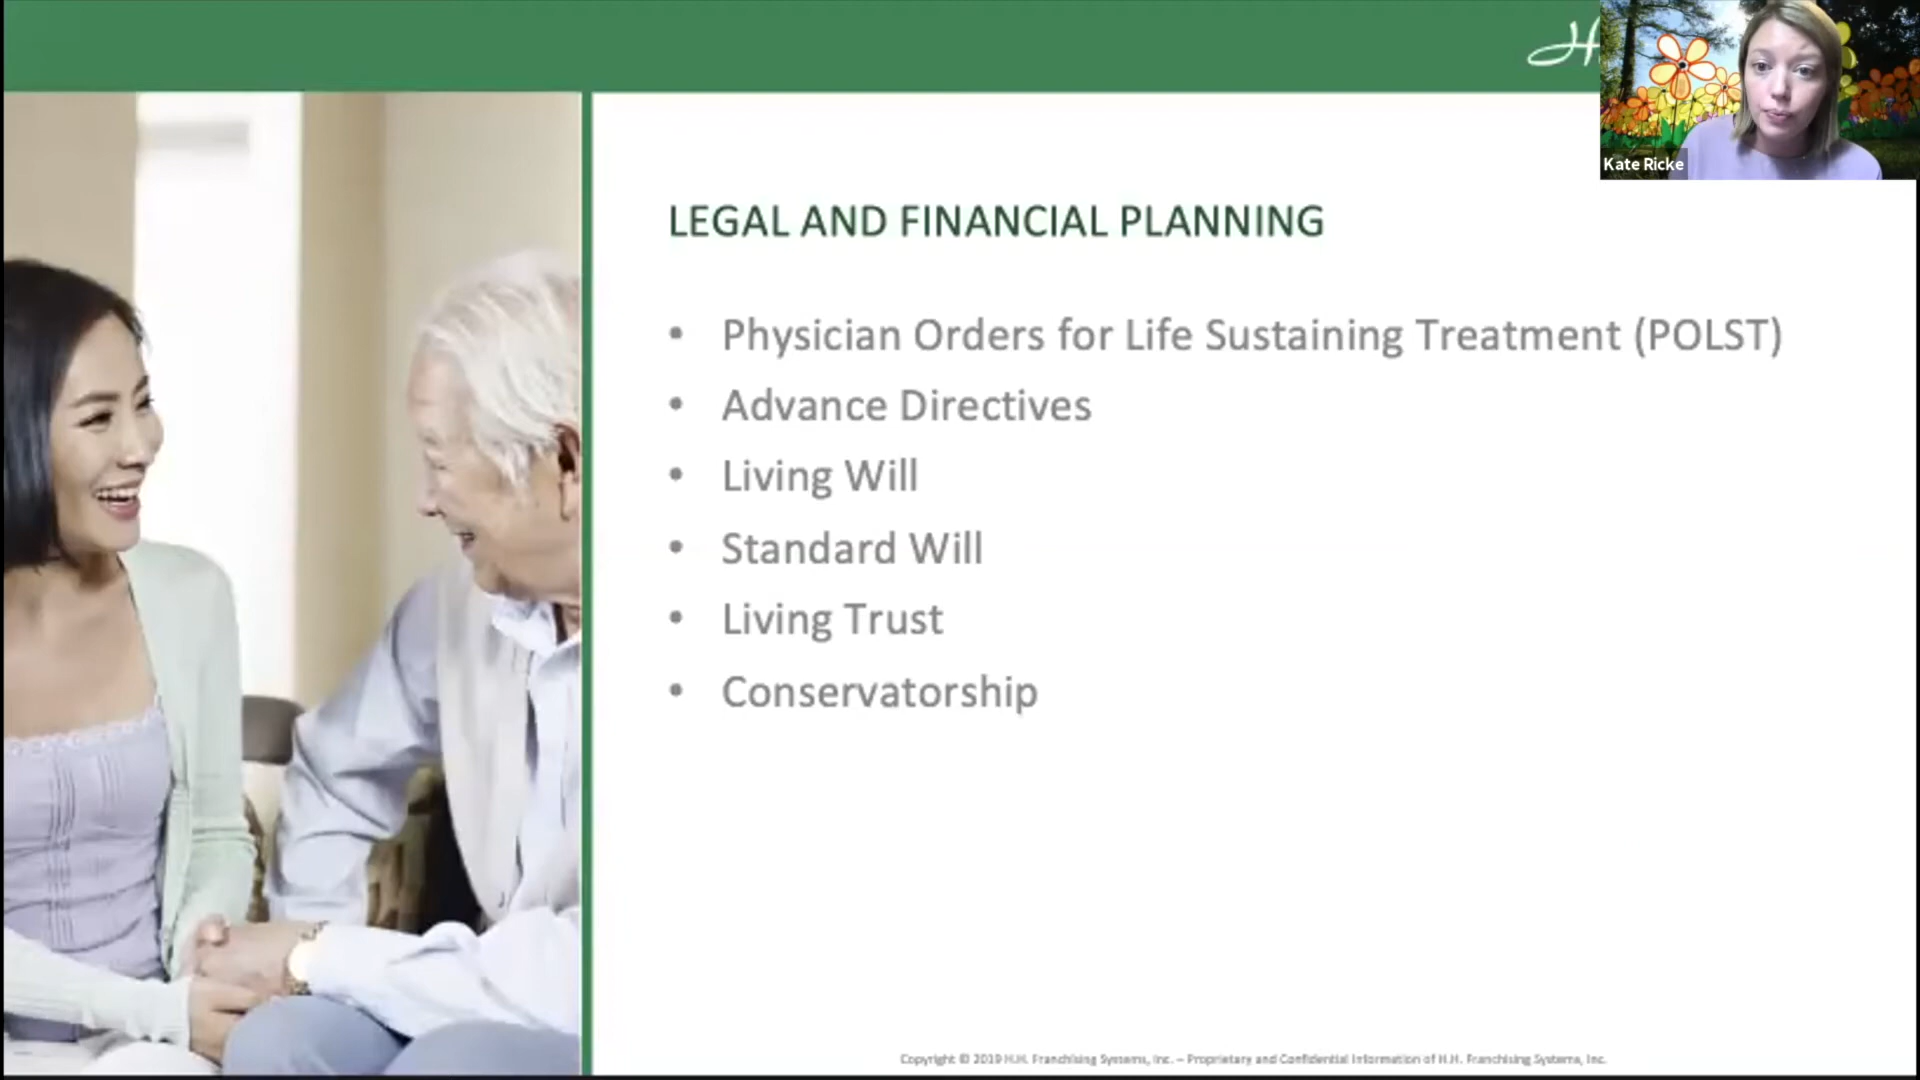 Kate Ricke
LEGAL AND FINANCIAL PLANNING
• Physician Orders for Life Sustaining Treatment (POLST)
• Advance Directives
• Living Will
• Standard Will
• Living Trust
• Conservatorship
Copyright © 2019 H.H. Franchising Systems, Inc. – Proprietary and Confidential Information of H.H. Franchising Systems, Inc.